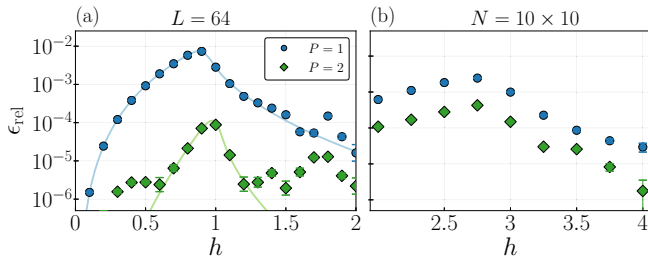 (a) L = 64
(b) N = 10 × 10
P = 1
P = 2
ϵrel
10−2
10−3
10−4
10−5
10−6
0 0.5 1 1.5 2
2.5 3 3.5 4
h
h